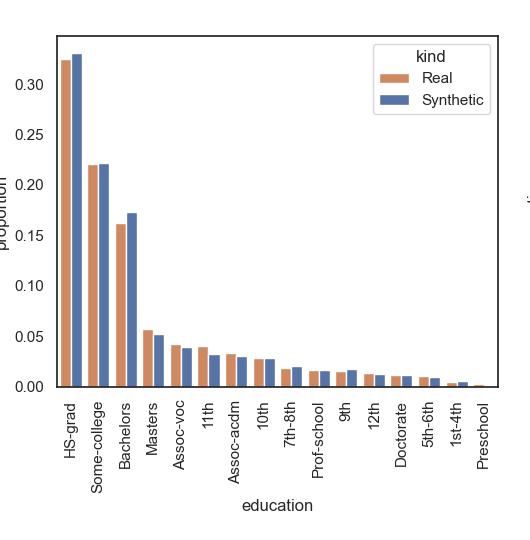 kind
Real
Synthetic
0.30
0.25
0.20
0.15
0.10
0.05
0.00
proportion
HS-grad
Some-college
Bachelors
Masters
Assoc-voc
11th
Assoc-acdm
10th
7th-8th
Prof-school
9th
12th
Doctorate
5th-6th
1st-4th
Preschool
education